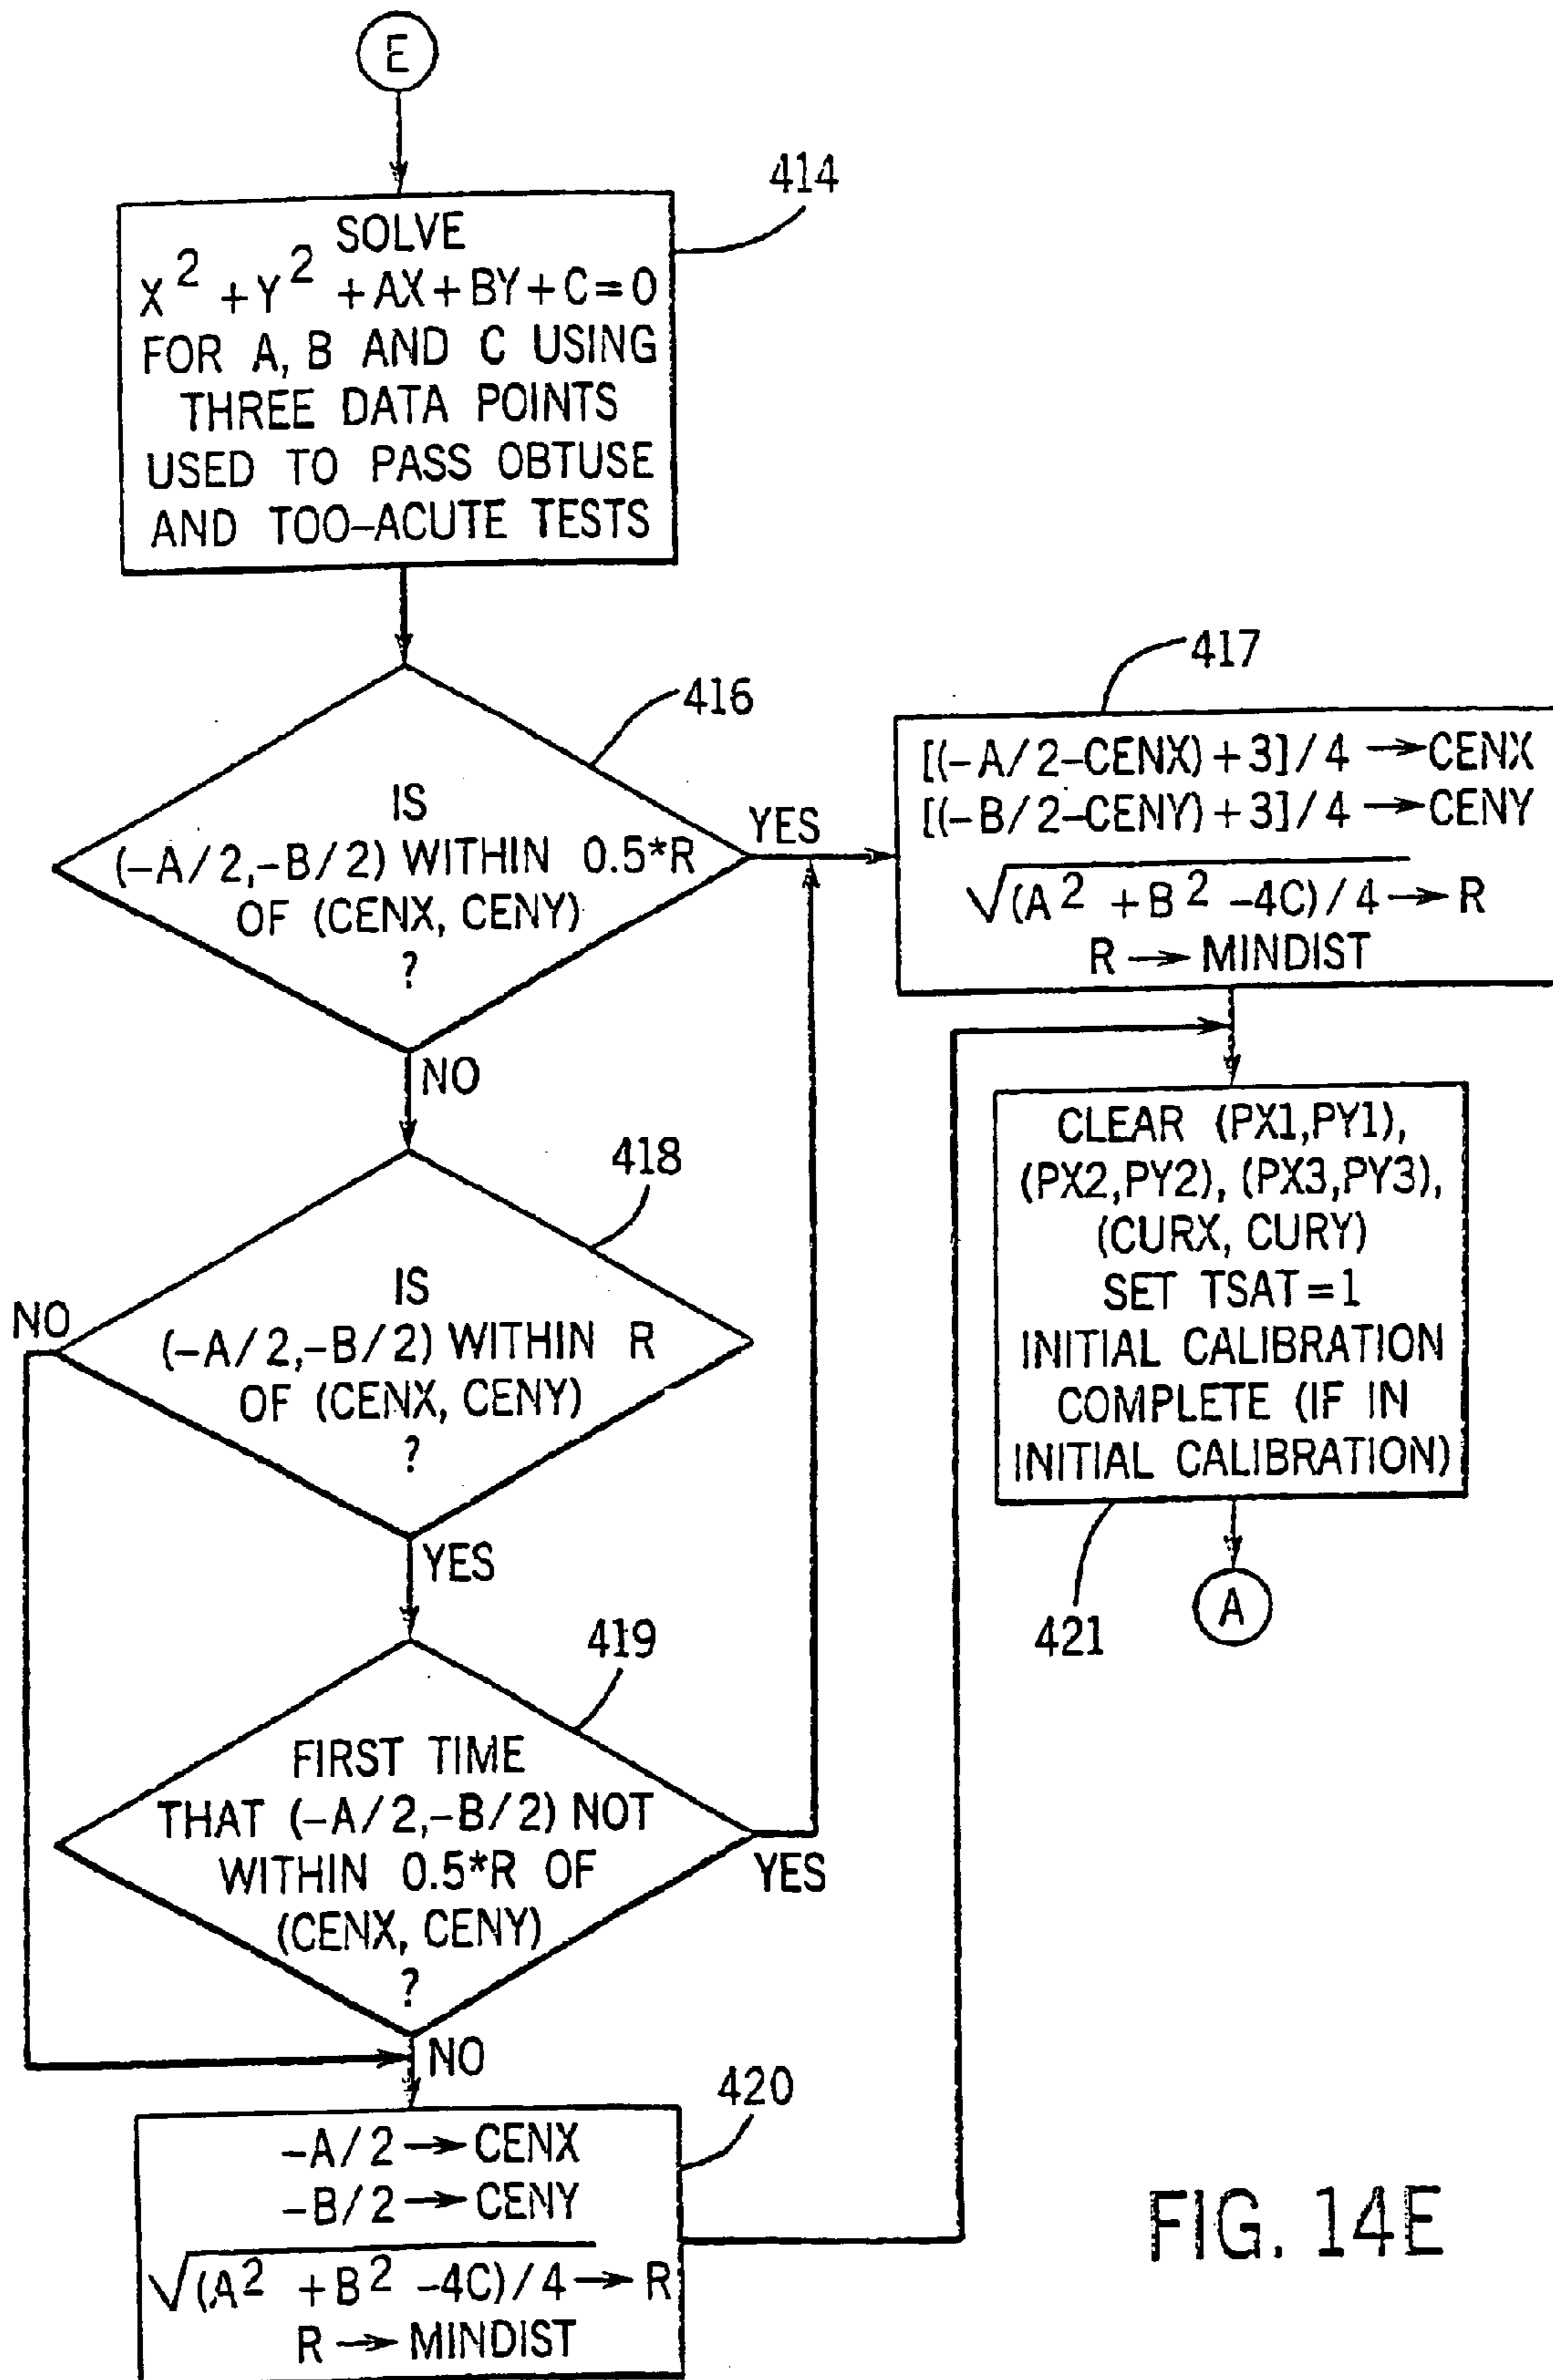 E
414
SOLVE
X² +Y² +AX+BY+C=0
FOR A, B AND C USING
THREE DATA POINTS
USED TO PASS OBTUSE
AND TOO-ACUTE TESTS
416
IS
(-A/2,-B/2) WITHIN 0.5*R
OF (CENX, CENY)
?
YES
NO
417
[(-A/2-CENX)+3]/4 → CENX
[(-B/2-CENY)+3]/4 → CENY
√(A² +B² -4C)/4 → R
R → MINDIST
418
IS
(-A/2,-B/2) WITHIN R
OF (CENX, CENY)
?
NO
YES
CLEAR (PX1,PY1),
(PX2,PY2), (PX3,PY3),
(CURX, CURY)
SET TSAT=1
INITIAL CALIBRATION
COMPLETE (IF IN
INITIAL CALIBRATION)
421
A
419
FIRST TIME
THAT (-A/2,-B/2) NOT
WITHIN 0.5*R OF
(CENX, CENY)
?
YES
NO
420
-A/2 → CENX
-B/2 → CENY
√(A² +B² -4C)/4 → R
R → MINDIST
FIG. 14E